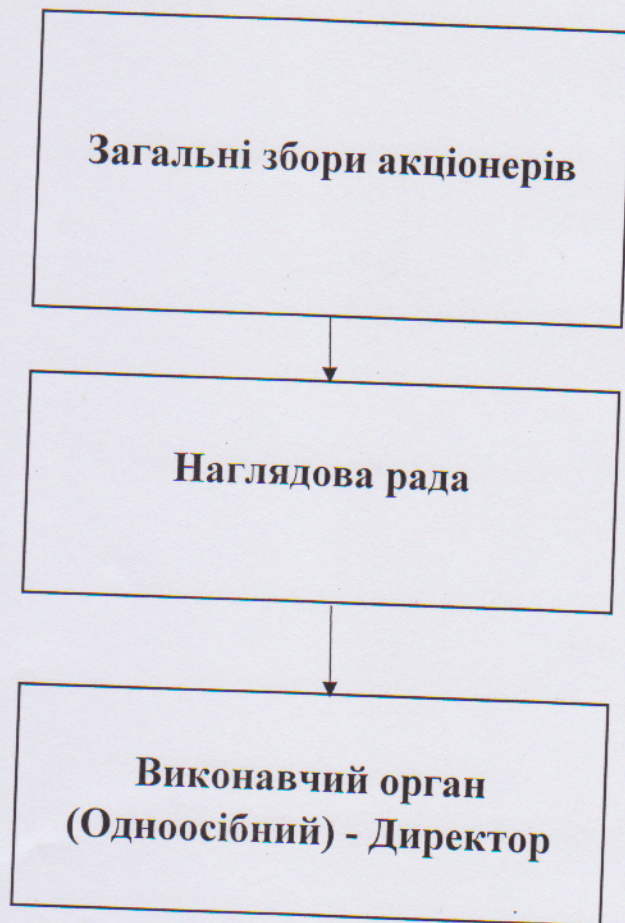 Загальні збори акціонерів
Наглядова рада
Виконавчий орган
(Одноосібний) - Директор